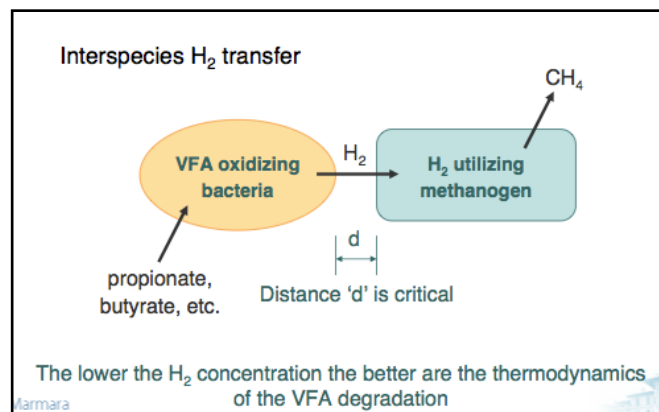 Interspecies H₂ transfer
CH₄
VFA oxidizing
bacteria
H₂
H₂ utilizing
methanogen
d
propionate,
butyrate, etc.
Distance ‘d’ is critical
The lower the H₂ concentration the better are the thermodynamics
of the VFA degradation
Marmara